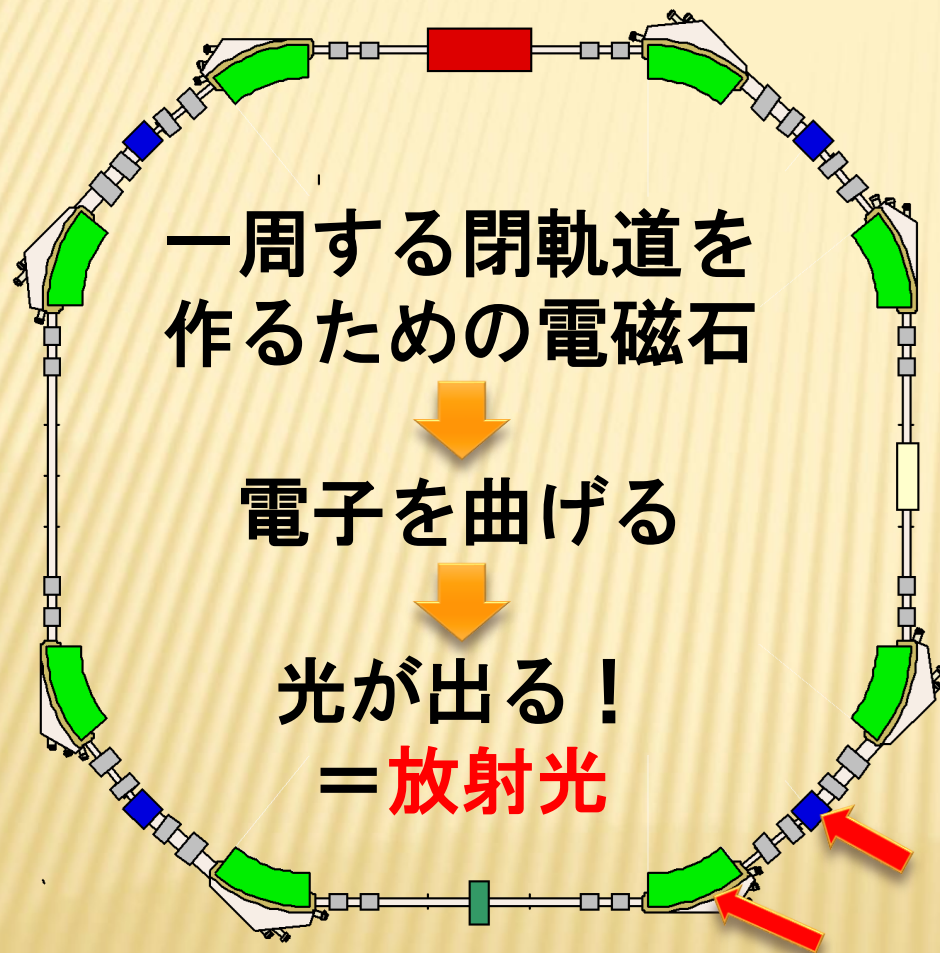 一周する閉軌道を
作るための電磁石
電子を曲げる
光が出る！
＝放射光